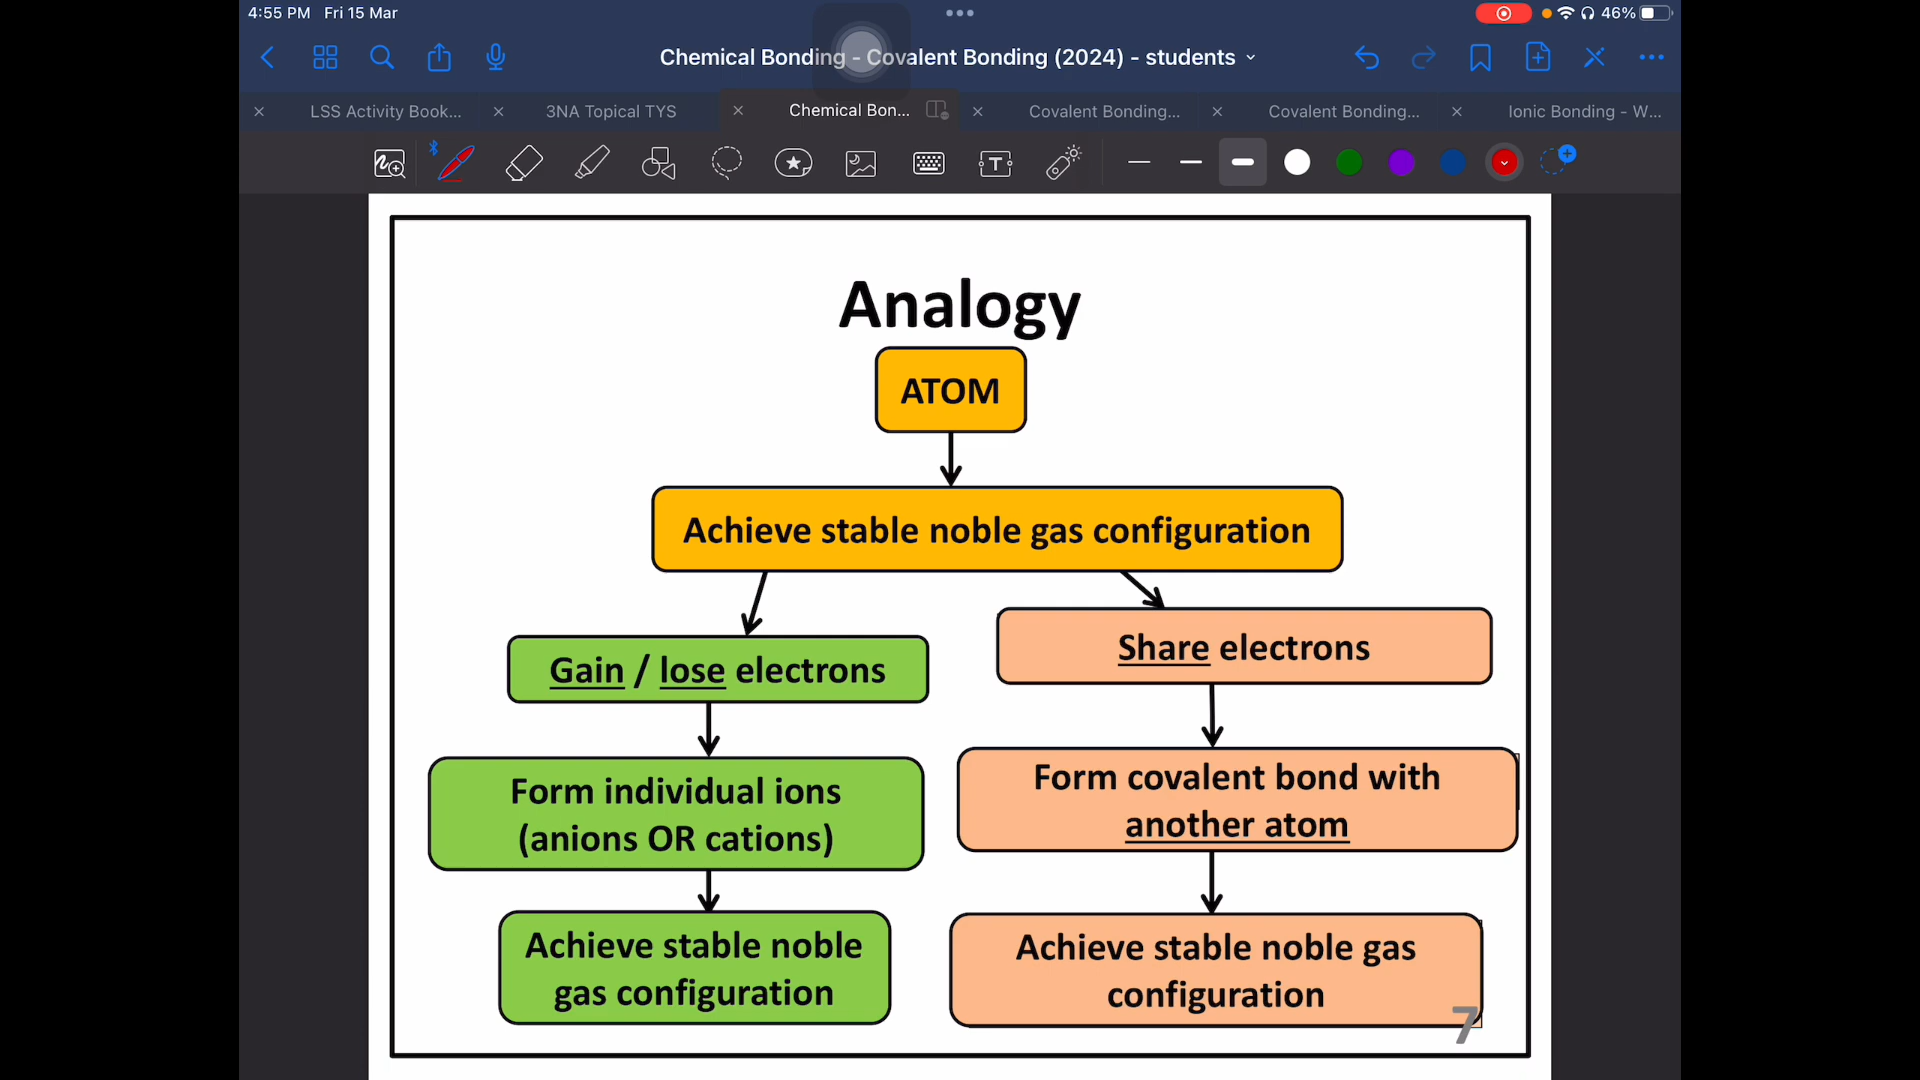 4:55 PM Fri 15 Mar
46%
Chemical Bonding - Covalent Bonding (2024) - students
LSS Activity Book...
3NA Topical TYS
Chemical Bon...
Covalent Bonding...
Covalent Bonding...
Ionic Bonding - W...
Analogy
ATOM
Achieve stable noble gas configuration
Gain / lose electrons
Share electrons
Form individual ions
(anions OR cations)
Form covalent bond with
another atom
Achieve stable noble
gas configuration
Achieve stable noble gas
configuration
7